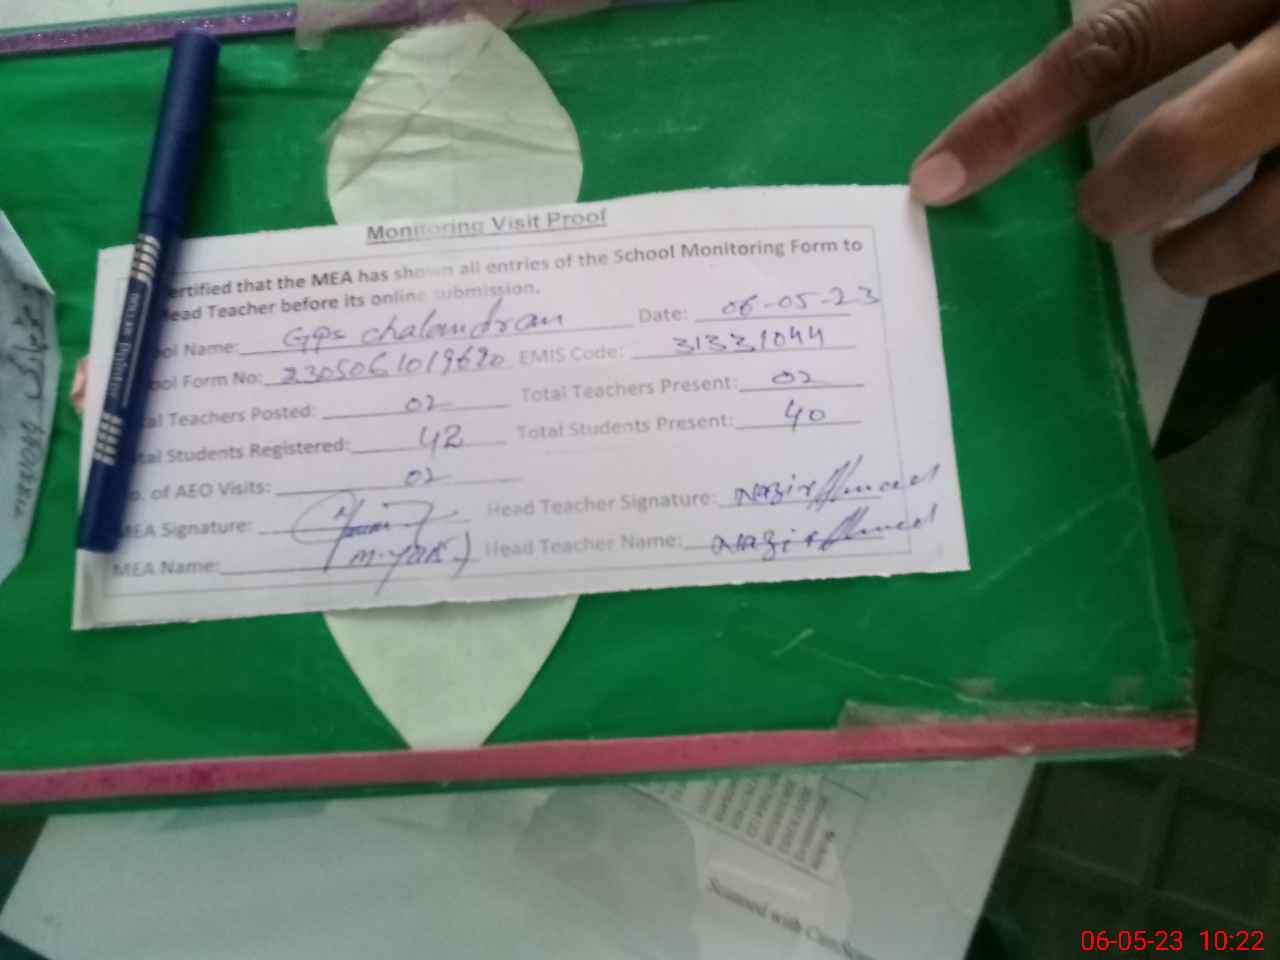 Monitoring Visit Proof
ertified that the MEA has shown all entries of the School Monitoring Form to
ead Teacher before its online submission.
ool Name: GPS chalandran Date: 06-05-23
ool Form No: 2305061019620 EMIS Code: 31331044
al Teachers Posted: 02 Total Teachers Present: 02
tal Students Registered: 42 Total Students Present: 40
o. of AEO Visits: 02
MEA Signature: Head Teacher Signature: Nazir Ahmed
MEA Name: Head Teacher Name: Nazir Ahmed
Scanned with
06-05-23 10:22